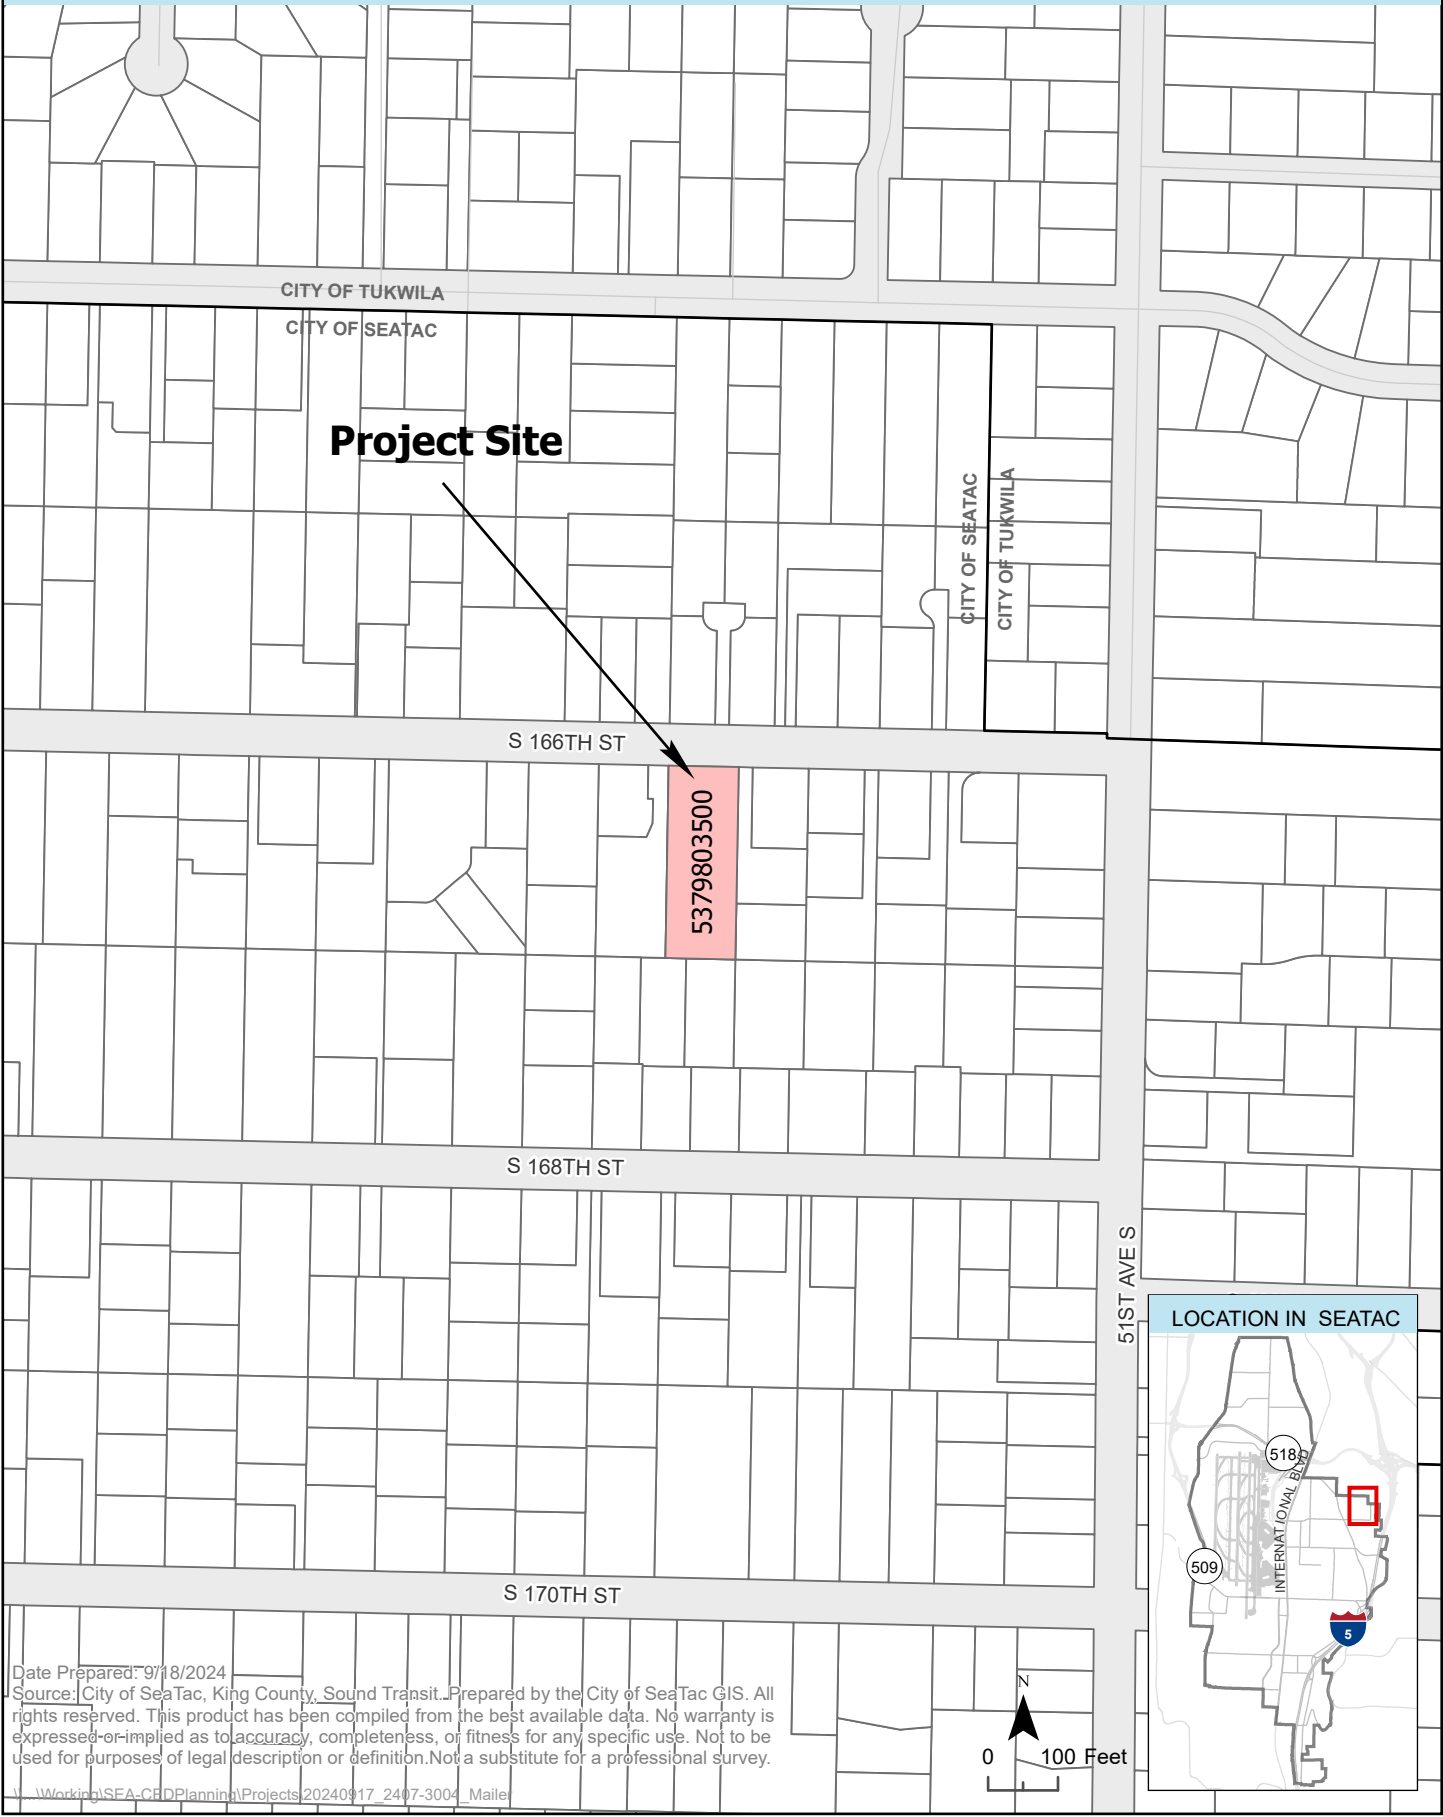 CITY OF TUKWILA
CITY OF SEATAC
Project Site
CITY OF SEATAC
CITY OF TUKWILA
S 166TH ST
5379803500
S 168TH ST
51ST AVE S
LOCATION IN SEATAC
518
INTERNATIONAL BLVD
509
5
S 170TH ST
Date Prepared: 9/18/2024
Source: City of SeaTac, King County, Sound Transit. Prepared by the City of SeaTac GIS. All
rights reserved. This product has been compiled from the best available data. No warranty is
expressed or implied as to accuracy, completeness, or fitness for any specific use. Not to be
used for purposes of legal description or definition.Not a substitute for a professional survey.
N
0 100 Feet
\\...\Working\SEA-CEDPlanning\Projects\20240917_2407-3004_Mailer